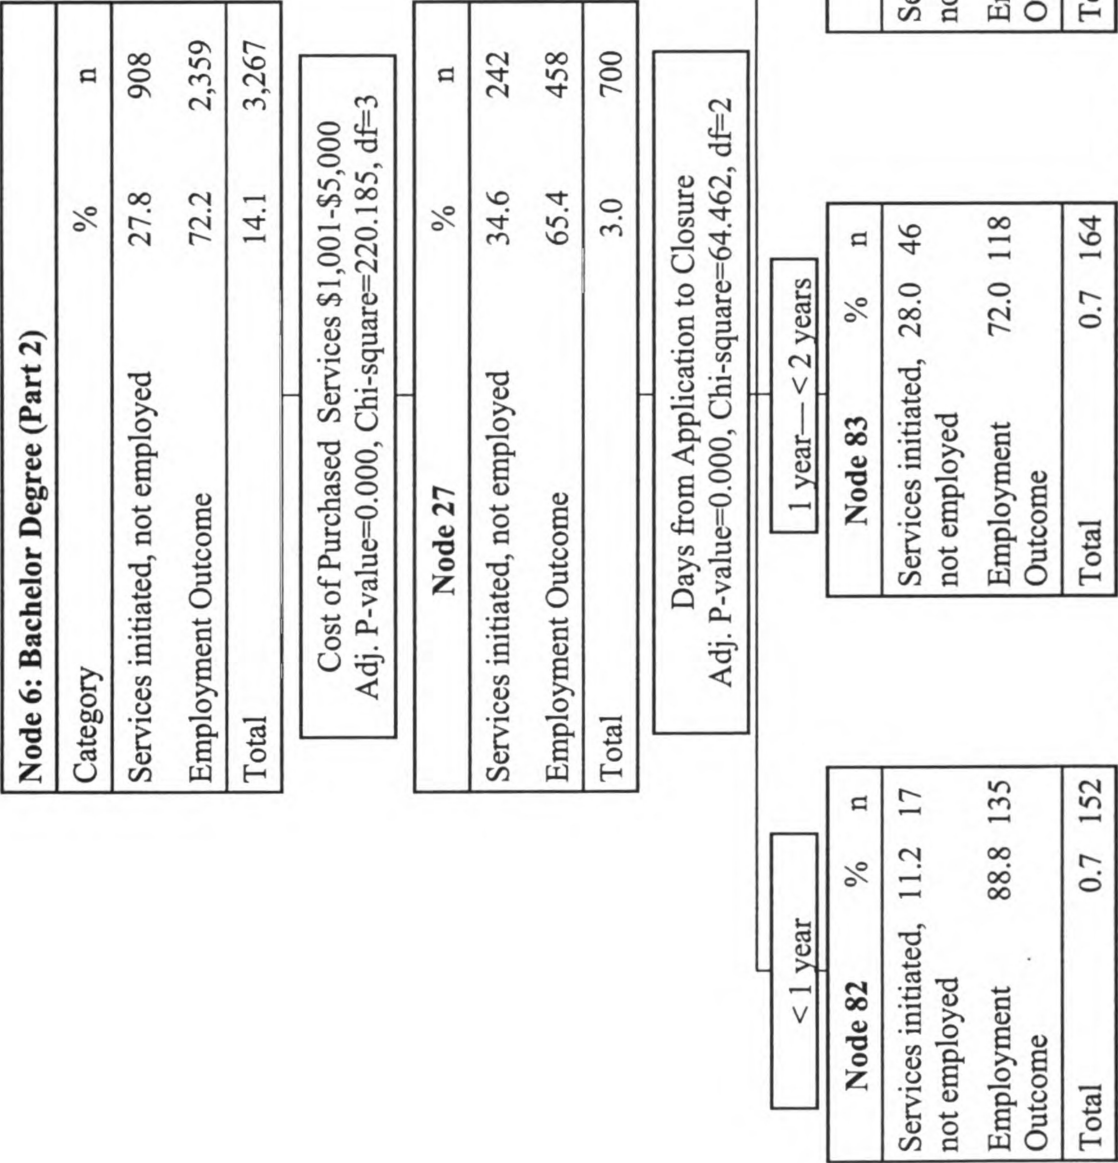 Node 6: Bachelor Degree (Part 2)
Category % n
Services initiated, not employed 27.8 908
Employment Outcome 72.2 2,359
Total 14.1 3,267
Cost of Purchased Services $1,001-$5,000
Adj. P-value=0.000, Chi-square=220.185, df=3
Node 27
% n
Services initiated, not employed 34.6 242
Employment Outcome 65.4 458
Total 3.0 700
Days from Application to Closure
Adj. P-value=0.000, Chi-square=64.462, df=2
< 1 year
Node 82 % n
Services initiated, 11.2 17
not employed
Employment 88.8 135
Outcome
Total 0.7 152
1 year— < 2 years
Node 83 % n
Services initiated, 28.0 46
not employed
Employment 72.0 118
Outcome
Total 0.7 164